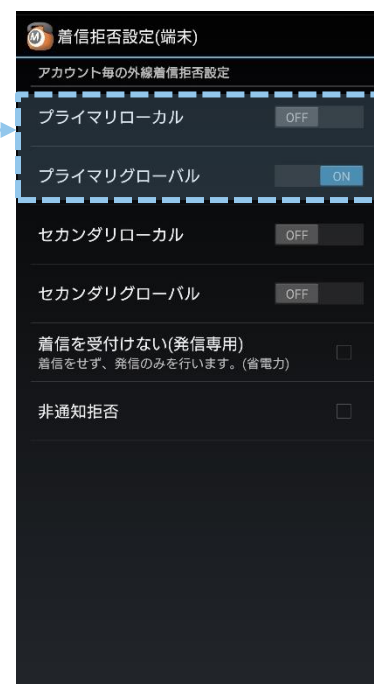 着信拒否設定(端末)
アカウント毎の外線着信拒否設定
プライマリローカル OFF
プライマリグローバル ON
セカンダリローカル OFF
セカンダリグローバル OFF
着信を受付けない(発信専用)
着信をせず、発信のみを行います。(省電力)
非通知拒否